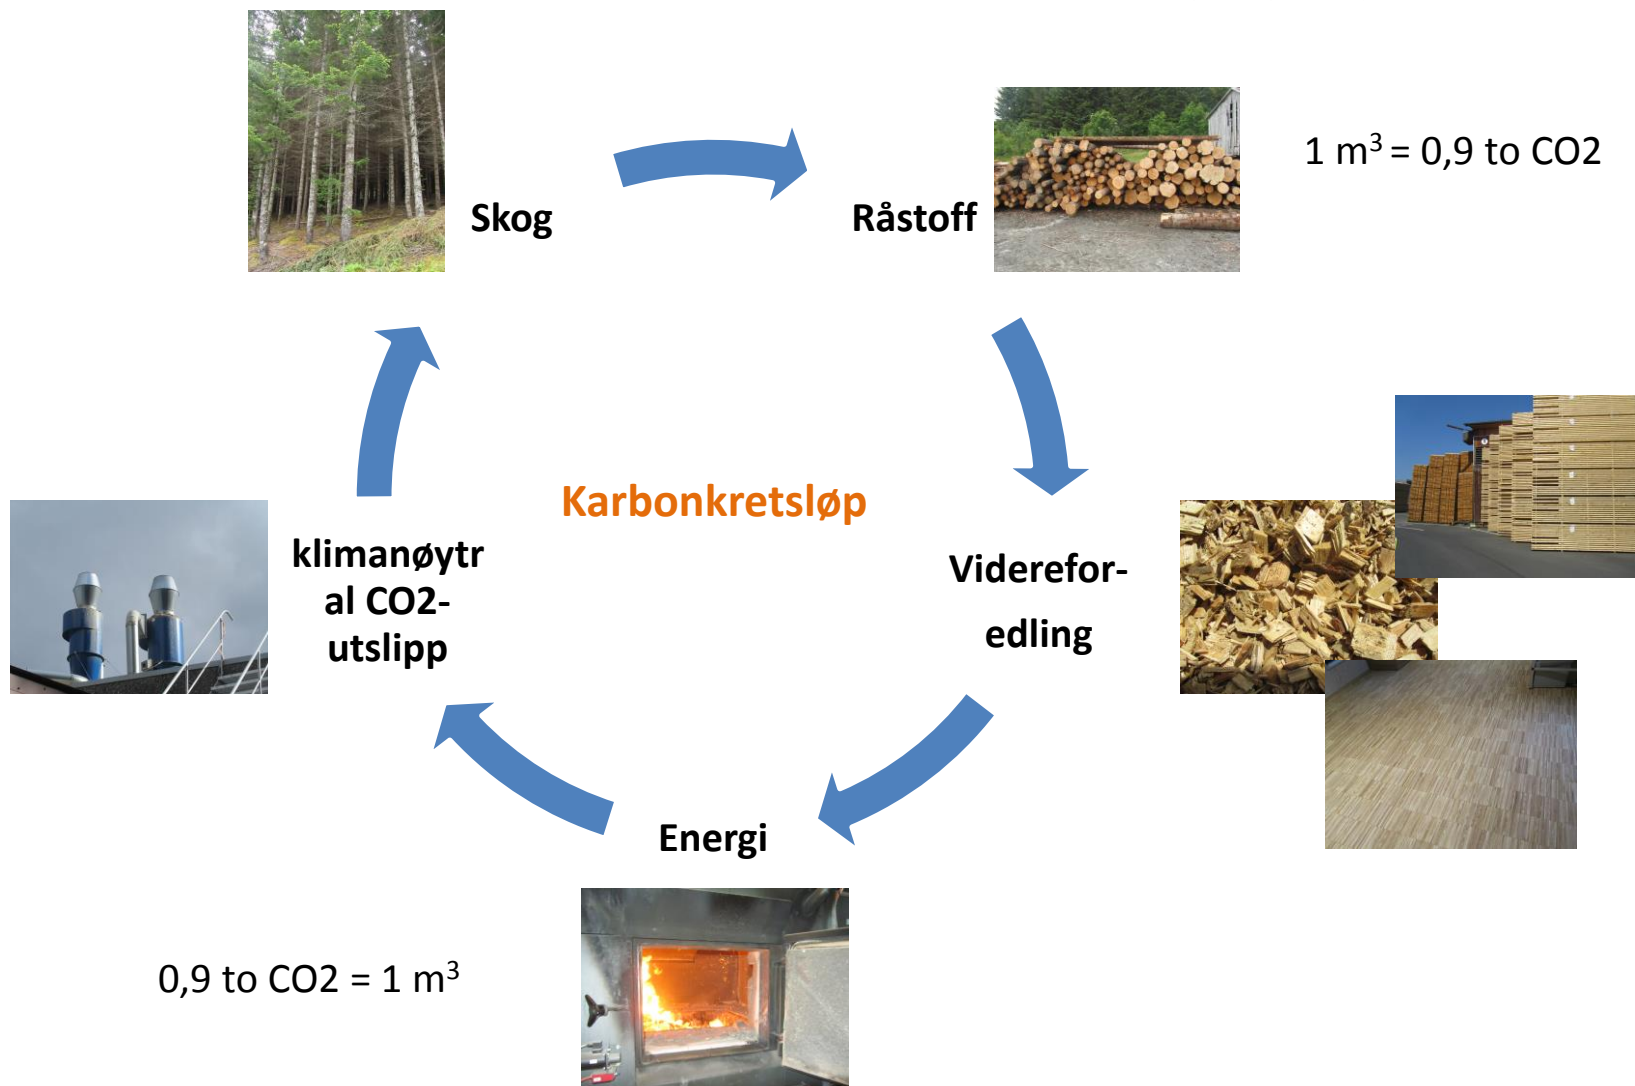 Skog
Råstoff
1 m³ = 0,9 to CO2
Karbonkretsløp
klimanøytr
al CO2-
utslipp
Viderefor-
edling
Energi
0,9 to CO2 = 1 m³